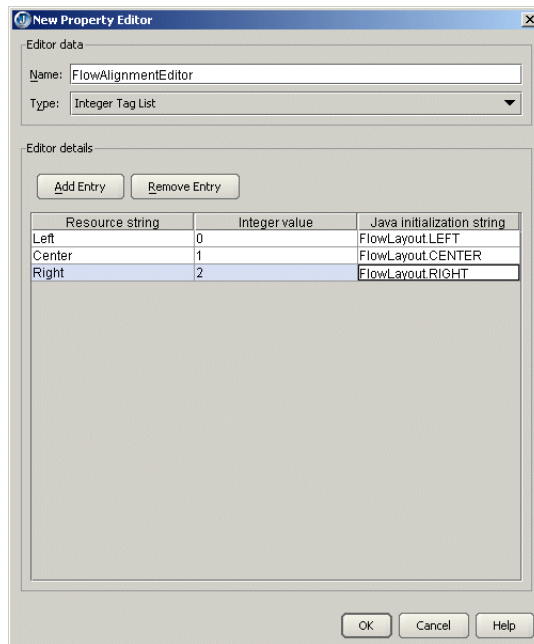 New Property Editor
Editor data
Name: FlowAlignmentEditor
Type: Integer Tag List
Editor details
Add Entry Remove Entry
Resource string Integer value Java initialization string
Left 0 FlowLayout.LEFT
Center 1 FlowLayout.CENTER
Right 2 FlowLayout.RIGHT
OK Cancel Help